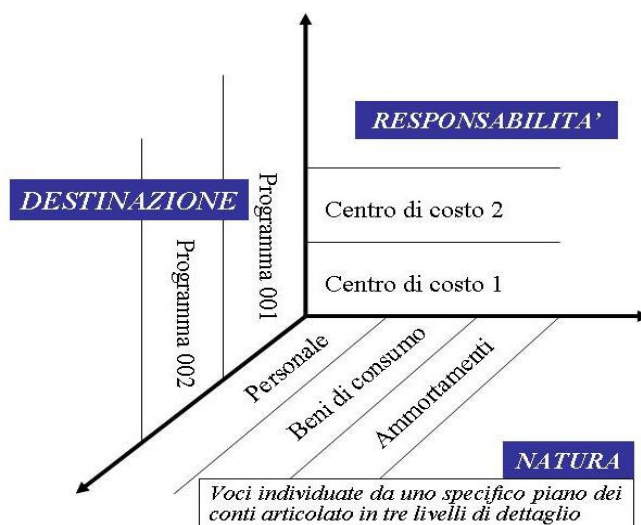 RESPONSABILITA'
DESTINAZIONE
Programma 001
Programma 002
Centro di costo 2
Centro di costo 1
Personale
Beni di consumo
Ammortamenti
NATURA
Voci individuate da uno specifico piano dei
conti articolato in tre livelli di dettaglio